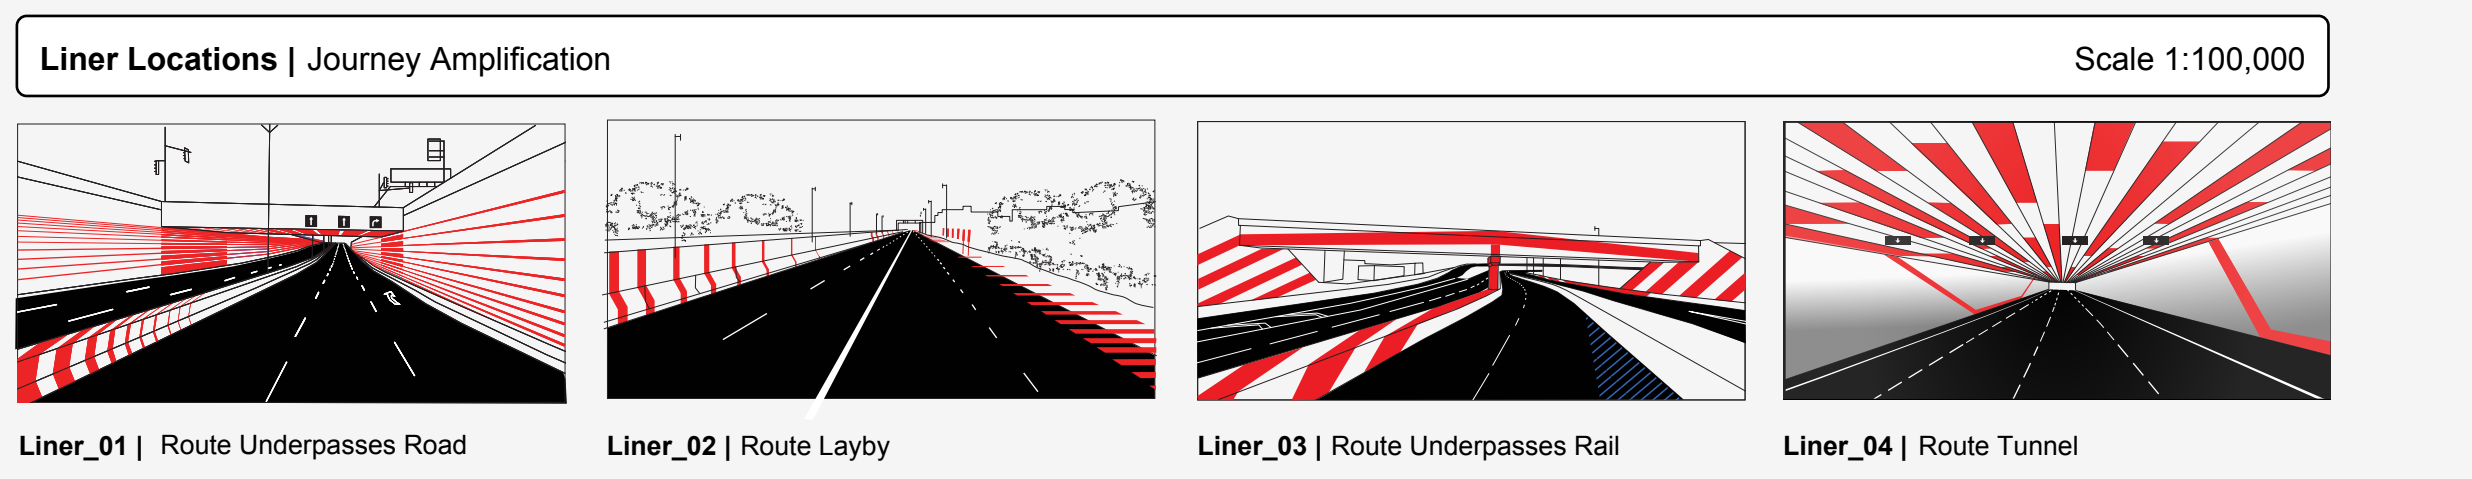 Liner Locations | Journey Amplification
Scale 1:100,000
Liner_01 | Route Underpasses Road
Liner_02 | Route Layby
Liner_03 | Route Underpasses Rail
Liner_04 | Route Tunnel